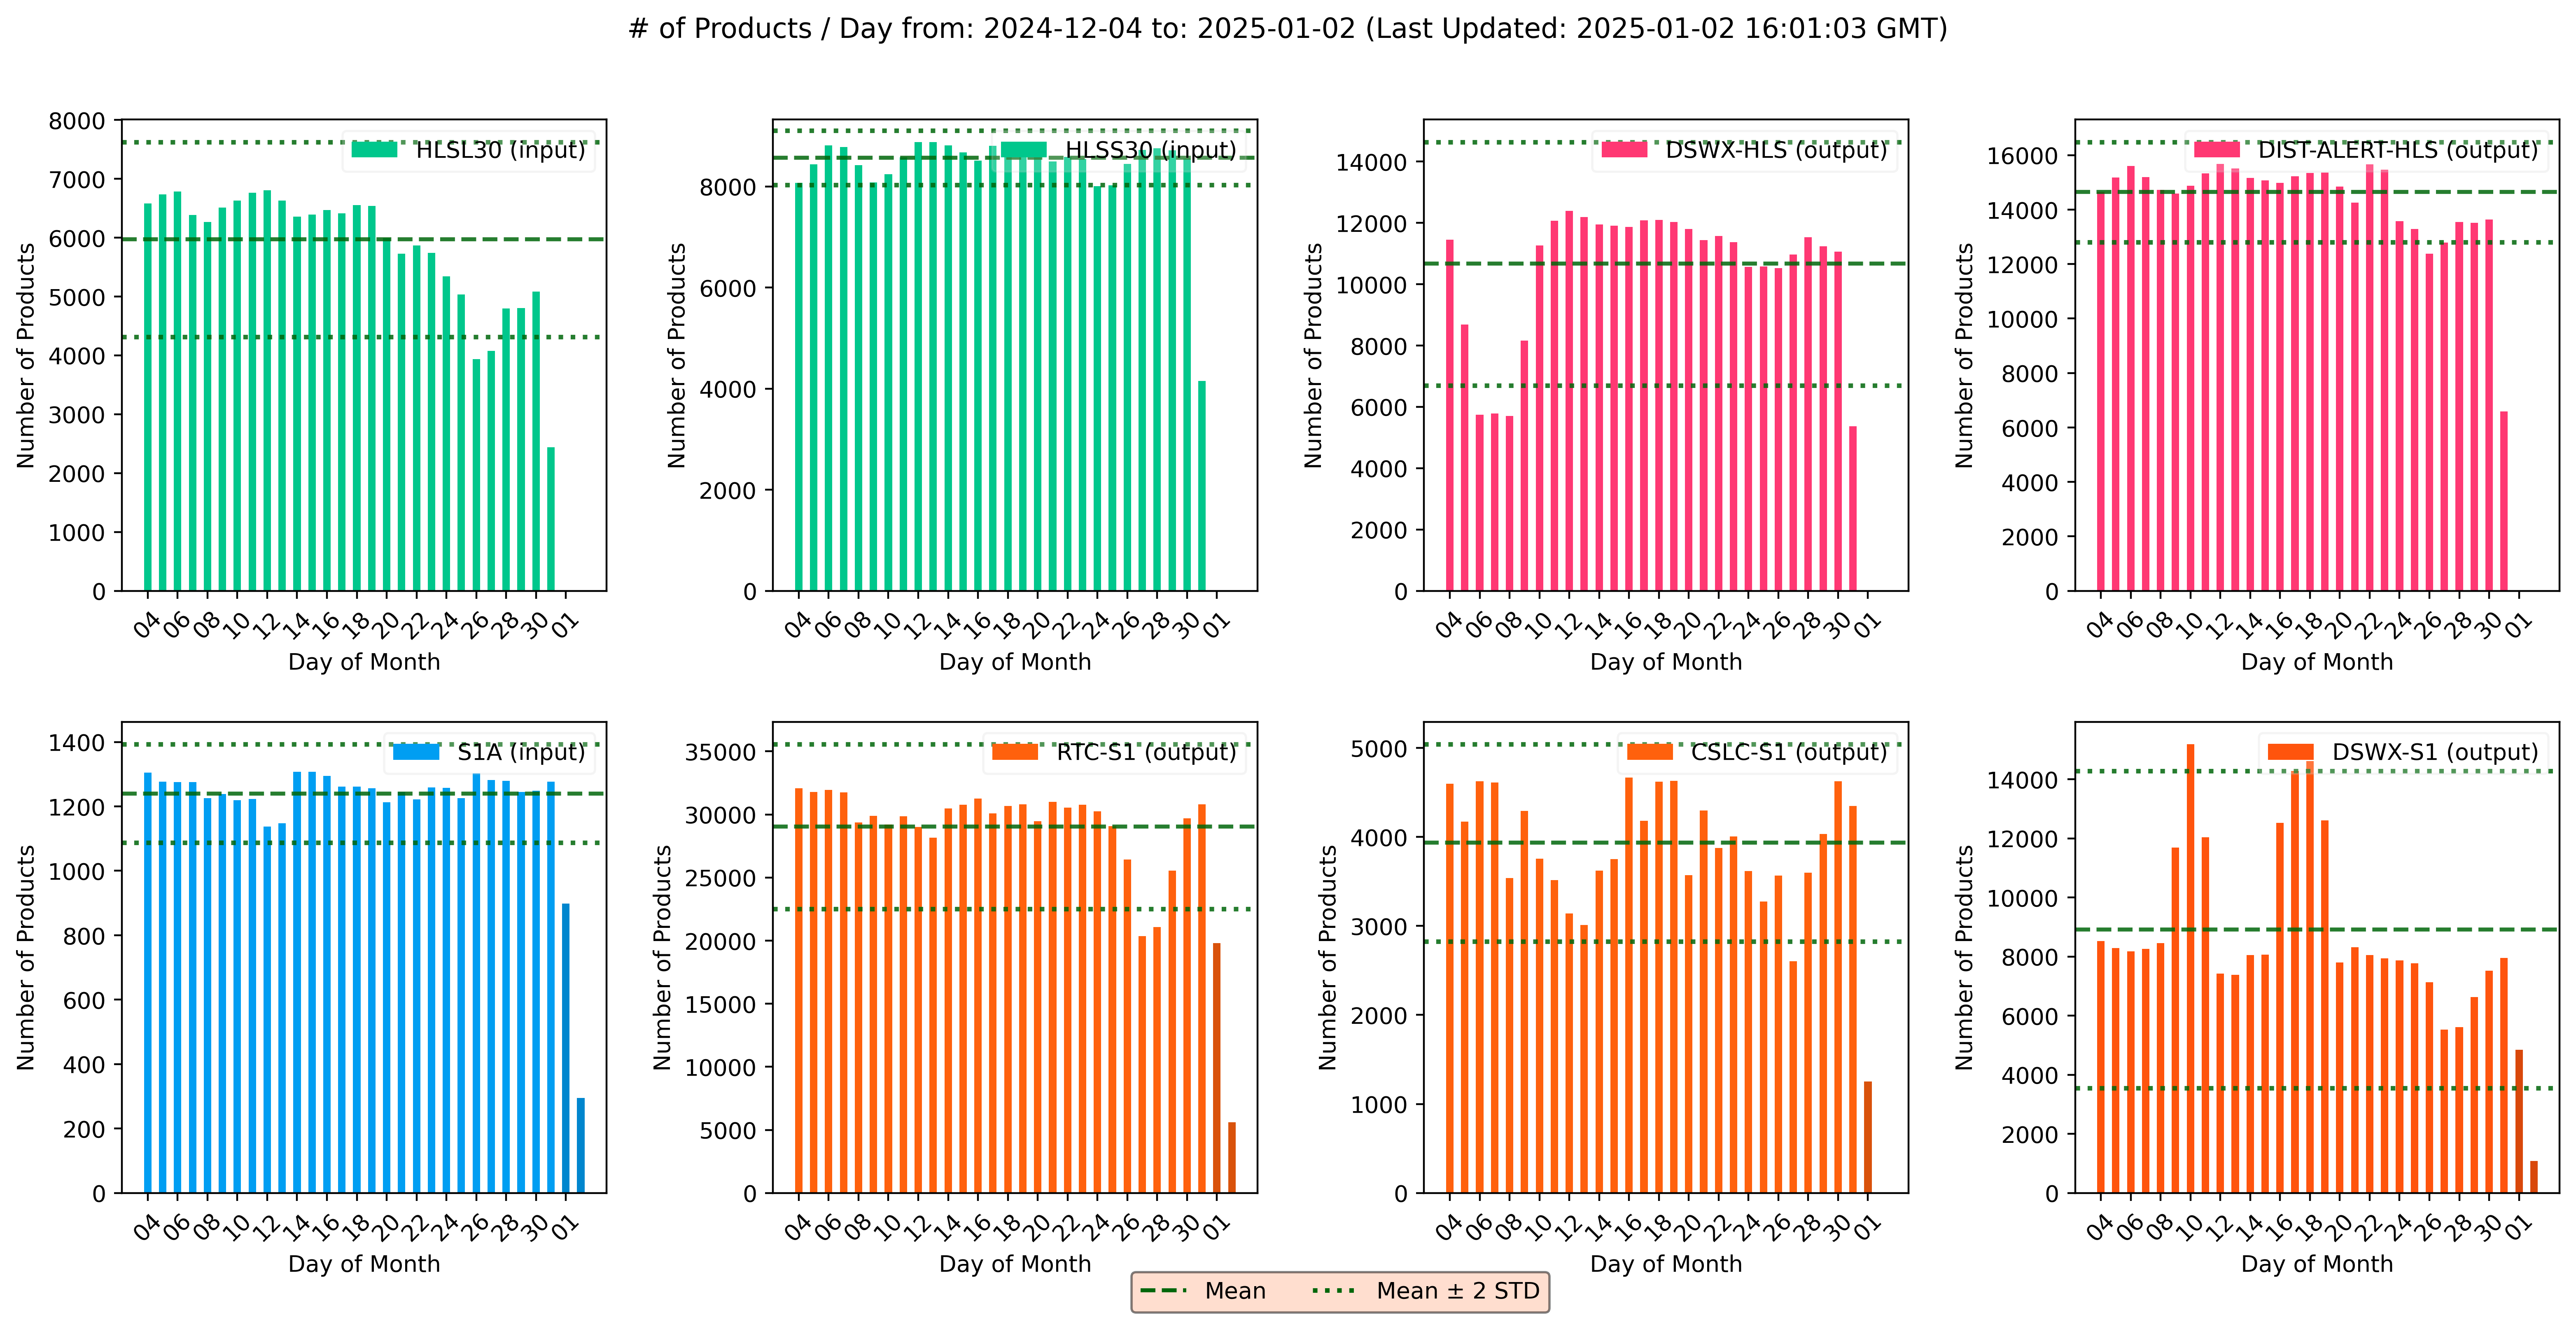 # of Products / Day from: 2024-12-04 to: 2025-01-02 (Last Updated: 2025-01-02 16:01:03 GMT)
HLSL30 (input)
Number of Products
8000
7000
6000
5000
4000
3000
2000
1000
0
04 06 08 10 12 14 16 18 20 22 24 26 28 30 01
Day of Month
HLSS30 (input)
Number of Products
8000
6000
4000
2000
0
04 06 08 10 12 14 16 18 20 22 24 26 28 30 01
Day of Month
DSWX-HLS (output)
Number of Products
14000
12000
10000
8000
6000
4000
2000
0
04 06 08 10 12 14 16 18 20 22 24 26 28 30 01
Day of Month
DIST-ALERT-HLS (output)
Number of Products
16000
14000
12000
10000
8000
6000
4000
2000
0
04 06 08 10 12 14 16 18 20 22 24 26 28 30 01
Day of Month
S1A (input)
Number of Products
1400
1200
1000
800
600
400
200
0
04 06 08 10 12 14 16 18 20 22 24 26 28 30 01
Day of Month
RTC-S1 (output)
Number of Products
35000
30000
25000
20000
15000
10000
5000
0
04 06 08 10 12 14 16 18 20 22 24 26 28 30 01
Day of Month
CSLC-S1 (output)
Number of Products
5000
4000
3000
2000
1000
0
04 06 08 10 12 14 16 18 20 22 24 26 28 30 01
Day of Month
DSWX-S1 (output)
Number of Products
14000
12000
10000
8000
6000
4000
2000
0
04 06 08 10 12 14 16 18 20 22 24 26 28 30 01
Day of Month
Mean
Mean ± 2 STD